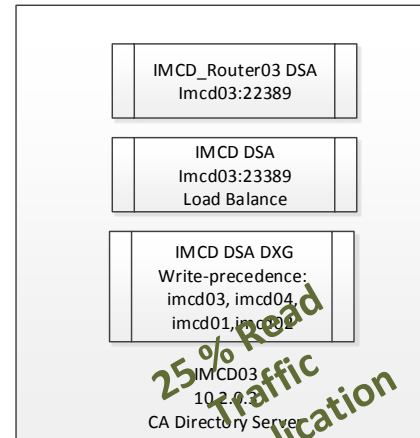 IMCD_Router03 DSA
Imcd03:22389
IMCD DSA
Imcd03:23389
Load Balance
IMCD DSA DXG
Write-precedence:
imcd03, imcd04,
imcd01,imcd02
25 % Read
Traffic
IMCD03
CA Directory Server